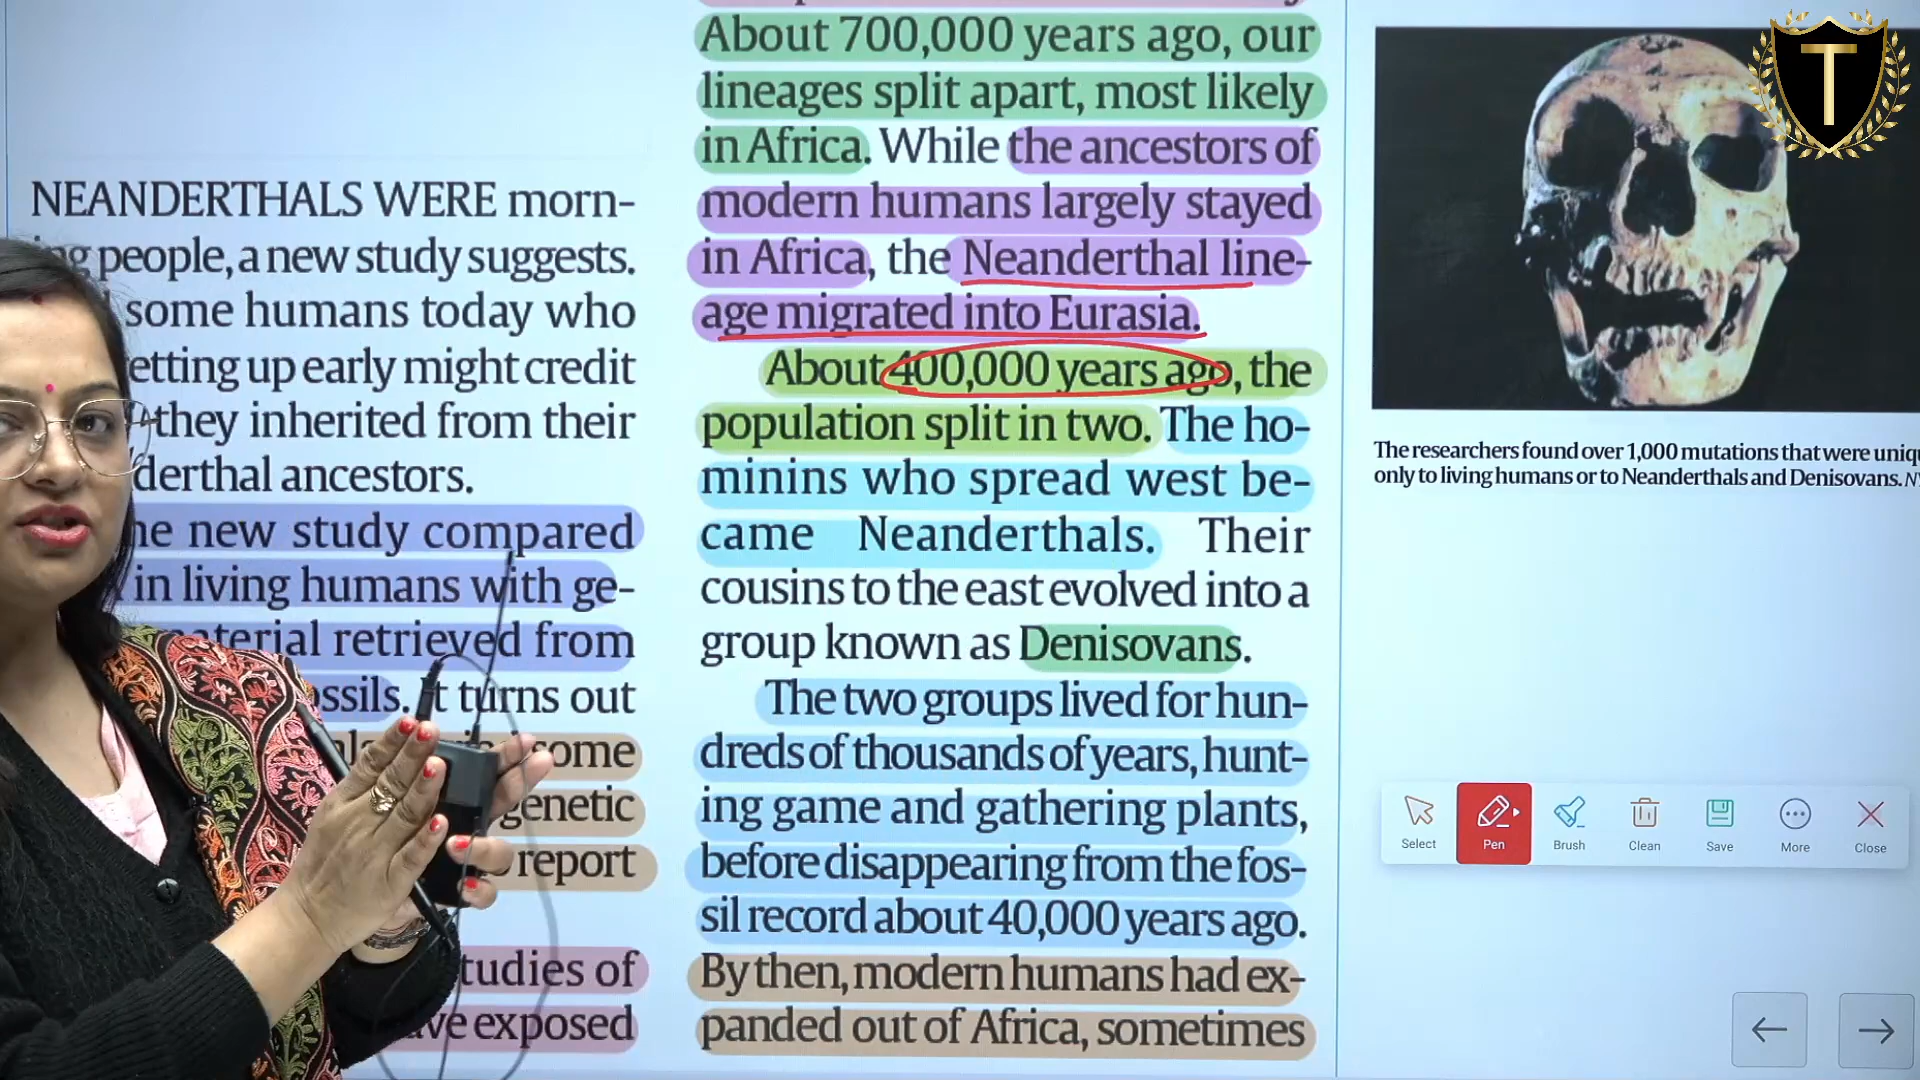 NEANDERTHALS WERE morn-
ing people, a new study suggests.
some humans today who
etting up early might credit
they inherited from their
derthal ancestors.
he new study compared
in living humans with ge-
aterial retrieved from
ssils. It turns out
some
genetic
report
tudies of
ve exposed
About 700,000 years ago, our
lineages split apart, most likely
in Africa. While the ancestors of
modern humans largely stayed
in Africa, the Neanderthal line-
age migrated into Eurasia.
About 400,000 years ago, the
population split in two. The ho-
minins who spread west be-
came Neanderthals. Their
cousins to the east evolved into a
group known as Denisovans.
The two groups lived for hun-
dreds of thousands of years, hunt-
ing game and gathering plants,
before disappearing from the fos-
sil record about 40,000 years ago.
By then, modern humans had ex-
panded out of Africa, sometimes
T
The researchers found over 1,000 mutations that were uniqu
only to living humans or to Neanderthals and Denisovans. NY
Select
Pen
Brush
Clean
Save
More
Close